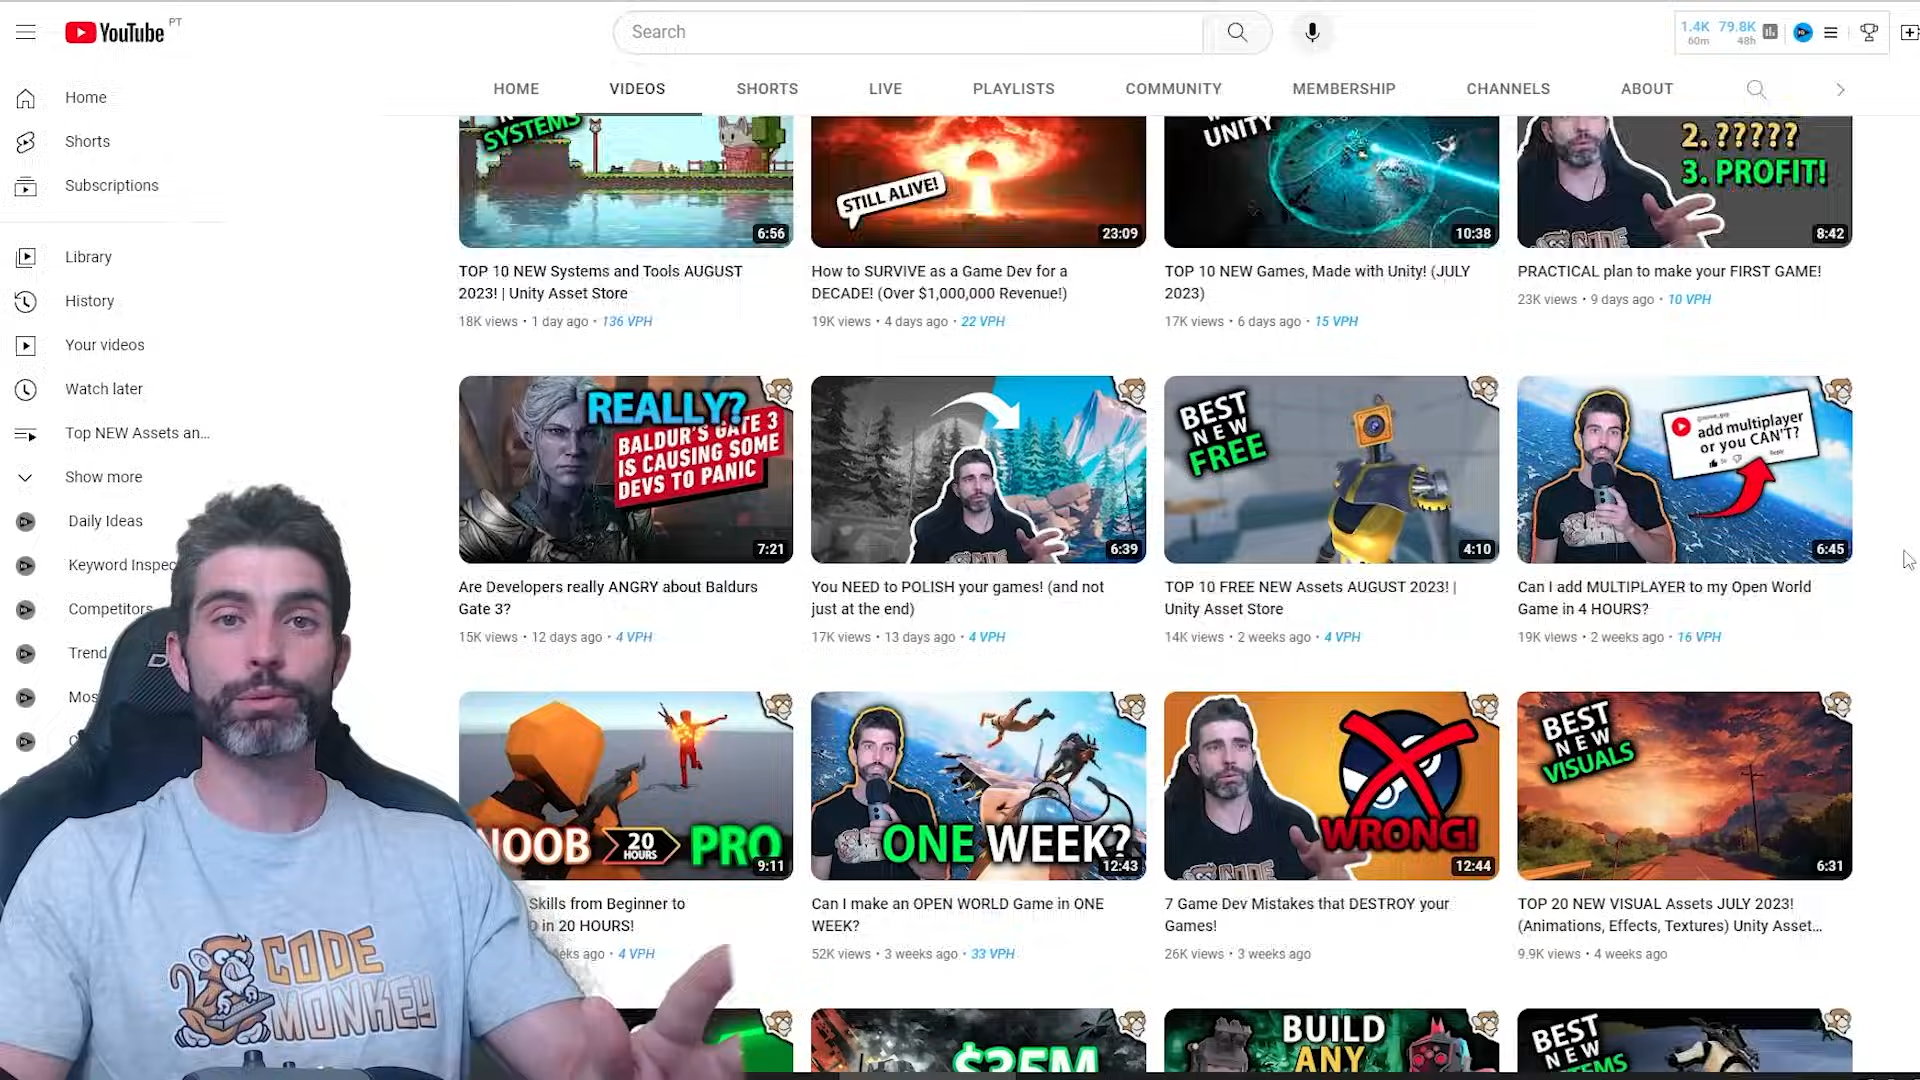 YouTube PT
Search
1.4K 79.8K
60m 48h
HOME VIDEOS SHORTS LIVE PLAYLISTS COMMUNITY MEMBERSHIP CHANNELS ABOUT
Home
Shorts
Subscriptions
Library
History
Your videos
Watch later
Top NEW Assets an...
Show more
Daily Ideas
Keyword Inspec
Competitors
Trend
Mos
SYSTEMS
6:56
STILL ALIVE!
23:09
UNITY
10:38
2. ?????
3. PROFIT!
8:42
TOP 10 NEW Systems and Tools AUGUST
2023! | Unity Asset Store
18K views • 1 day ago • 136 VPH
How to SURVIVE as a Game Dev for a
DECADE! (Over $1,000,000 Revenue!)
19K views • 4 days ago • 22 VPH
TOP 10 NEW Games, Made with Unity! (JULY
2023)
17K views • 6 days ago • 15 VPH
PRACTICAL plan to make your FIRST GAME!
23K views • 9 days ago • 10 VPH
REALLY?
BALDUR'S GATE 3
IS CAUSING SOME
DEVS TO PANIC
7:21
6:39
BEST
NEW
FREE
4:10
add multiplayer
or you CAN'T?
Reply
6:45
Are Developers really ANGRY about Baldurs
Gate 3?
15K views • 12 days ago • 4 VPH
You NEED to POLISH your games! (and not
just at the end)
17K views • 13 days ago • 4 VPH
TOP 10 FREE NEW Assets AUGUST 2023! |
Unity Asset Store
14K views • 2 weeks ago • 4 VPH
Can I add MULTIPLAYER to my Open World
Game in 4 HOURS?
19K views • 2 weeks ago • 16 VPH
NOOB 20 HOURS PRO
9:11
ONE WEEK?
12:43
WRONG!
CODE
12:44
BEST
NEW
VISUALS
6:31
Skills from Beginner to
in 20 HOURS!
eks ago • 4 VPH
Can I make an OPEN WORLD Game in ONE
WEEK?
52K views • 3 weeks ago • 33 VPH
7 Game Dev Mistakes that DESTROY your
Games!
26K views • 3 weeks ago
TOP 20 NEW VISUAL Assets JULY 2023!
(Animations, Effects, Textures) Unity Asset...
9.9K views • 4 weeks ago
CODE
MONKEY
$35M
BUILD
ANY
BEST
NEW